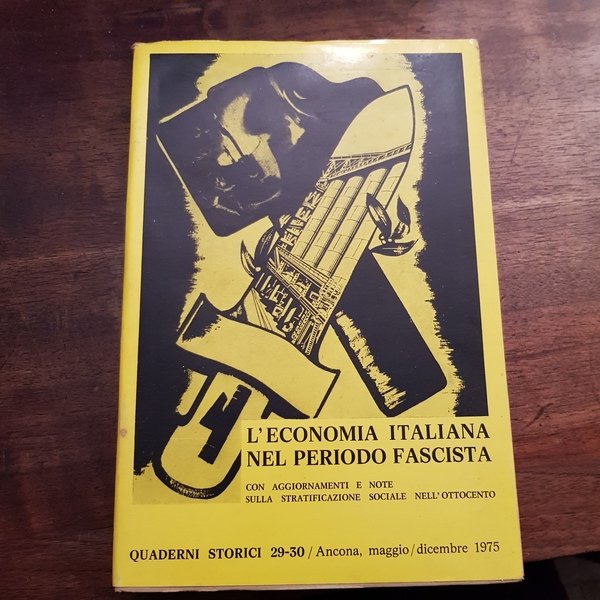 L'ECONOMIA ITALIANA
NEL PERIODO FASCISTA
CON AGGIORNAMENTI E NOTE
SULLA STRATIFICAZIONE SOCIALE NELL'OTTOCENTO
QUADERNI STORICI 29-30 / Ancona, maggio/dicembre 1975